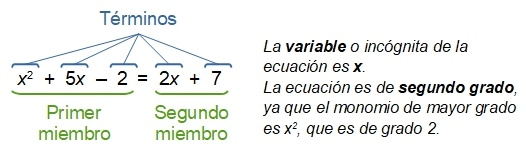 Términos
x² + 5x – 2 = 2x + 7
Primer miembro
Segundo miembro
La variable o incógnita de la
ecuación es x.
La ecuación es de segundo grado,
ya que el monomio de mayor grado
es x², que es de grado 2.